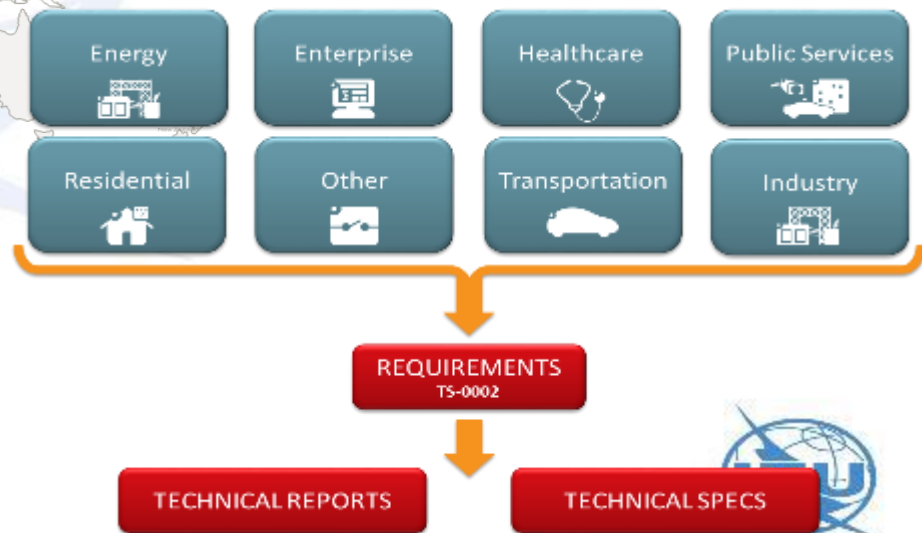 Energy
Enterprise
Healthcare
Public Services
Residential
Other
Transportation
Industry
REQUIREMENTS
TS-0002
TECHNICAL REPORTS
TECHNICAL SPECS